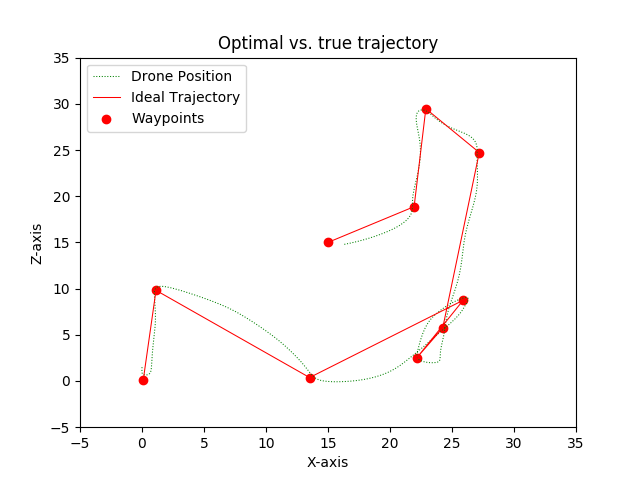 Optimal vs. true trajectory
Drone Position
Ideal Trajectory
Waypoints
35
30
25
20
15
10
5
0
−5
Z-axis
−5 0 5 10 15 20 25 30 35
X-axis